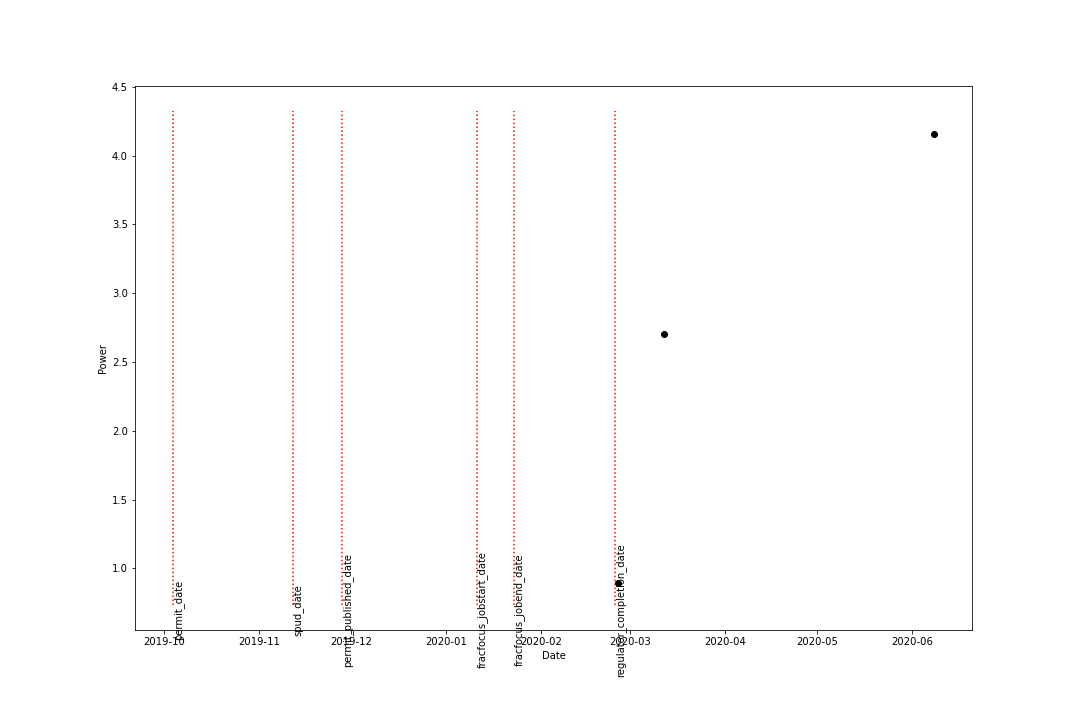 4.5
4.0
3.5
3.0
2.5
2.0
1.5
1.0
Power
permit_date
spud_date
permit_published_date
fracfocus_jobstart_date
fracfocus_jobend_date
regulator_completion_date
2019-10
2019-11
2019-12
2020-01
2020-02
2020-03
2020-04
2020-05
2020-06
Date